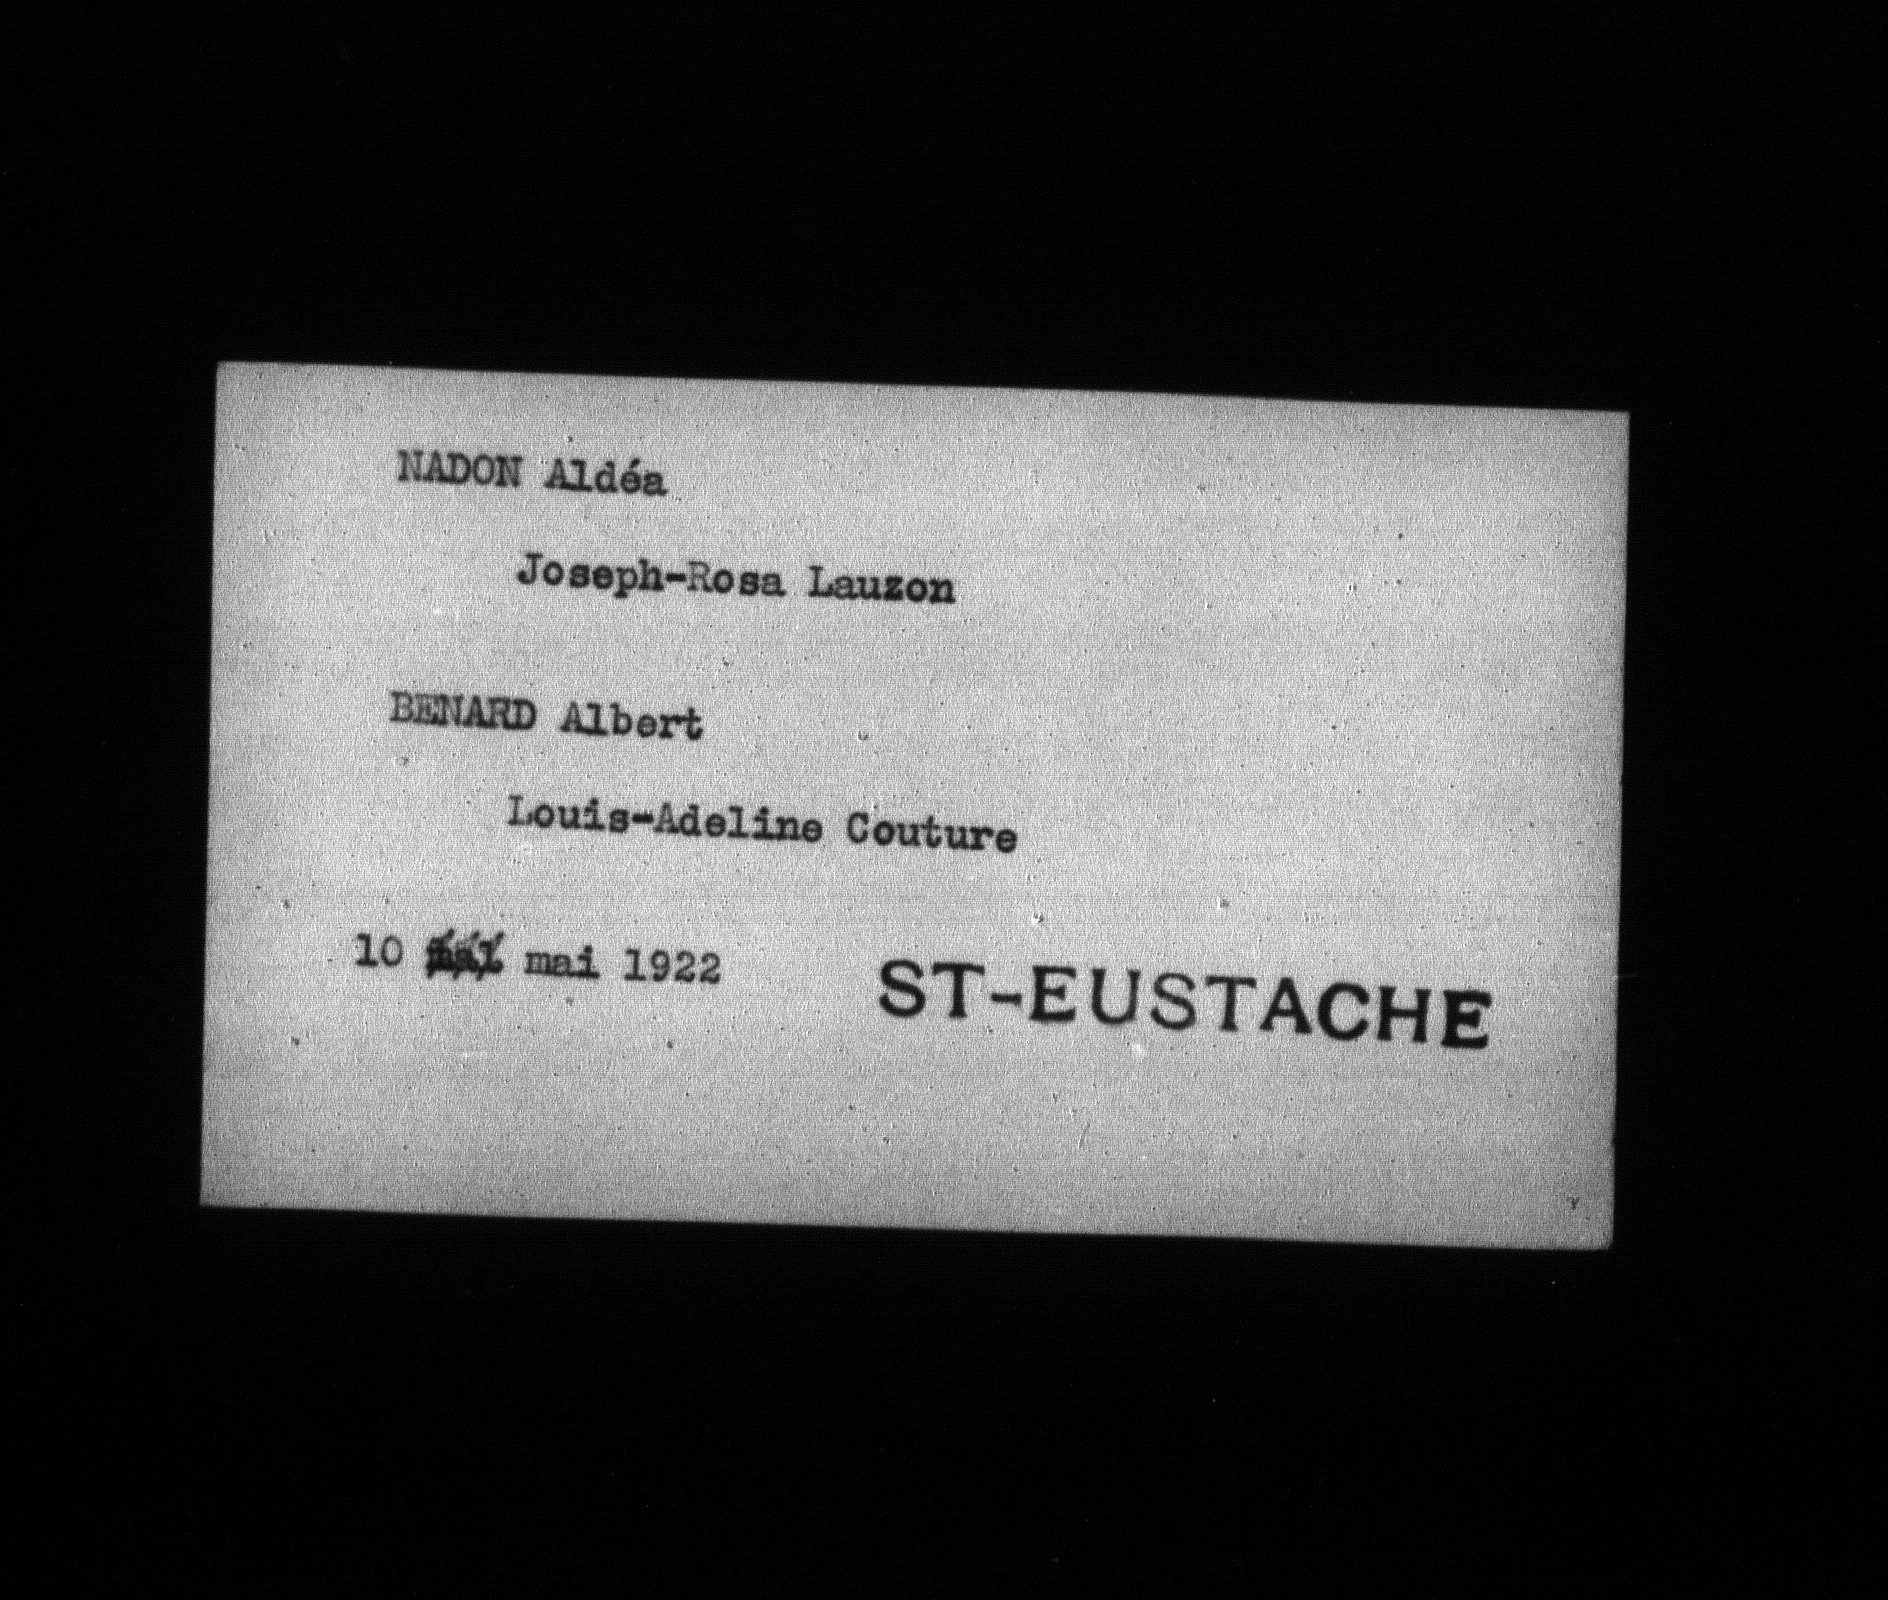 NADON Aldéa
Joseph-Rosa Lauzon
BENARD Albert
Louis-Adeline Couture
10 mai 1922
ST-EUSTACHE